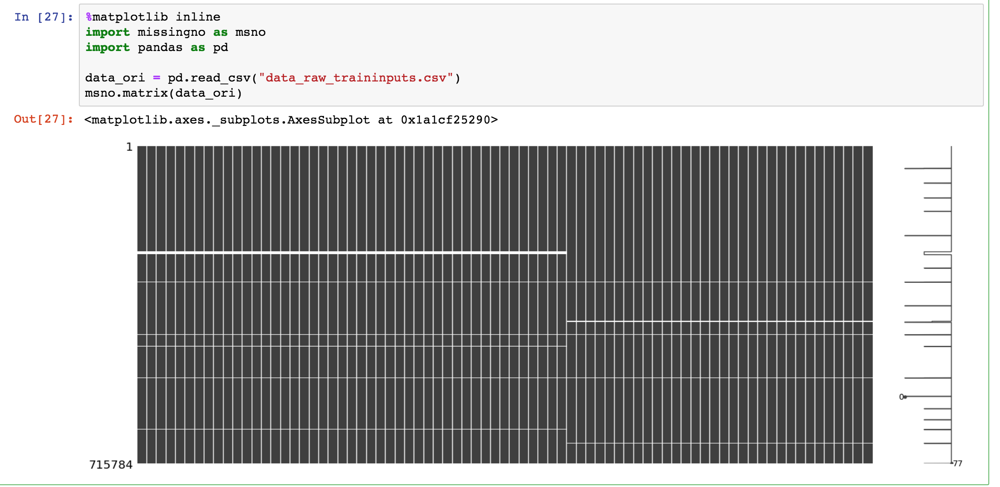 In [27]: %matplotlib inline
import missingno as msno
import pandas as pd
data_ori = pd.read_csv("data_raw_traininputs.csv")
msno.matrix(data_ori)
Out[27]: <matplotlib.axes._subplots.AxesSubplot at 0x1a1cf25290>
1
0
715784
77